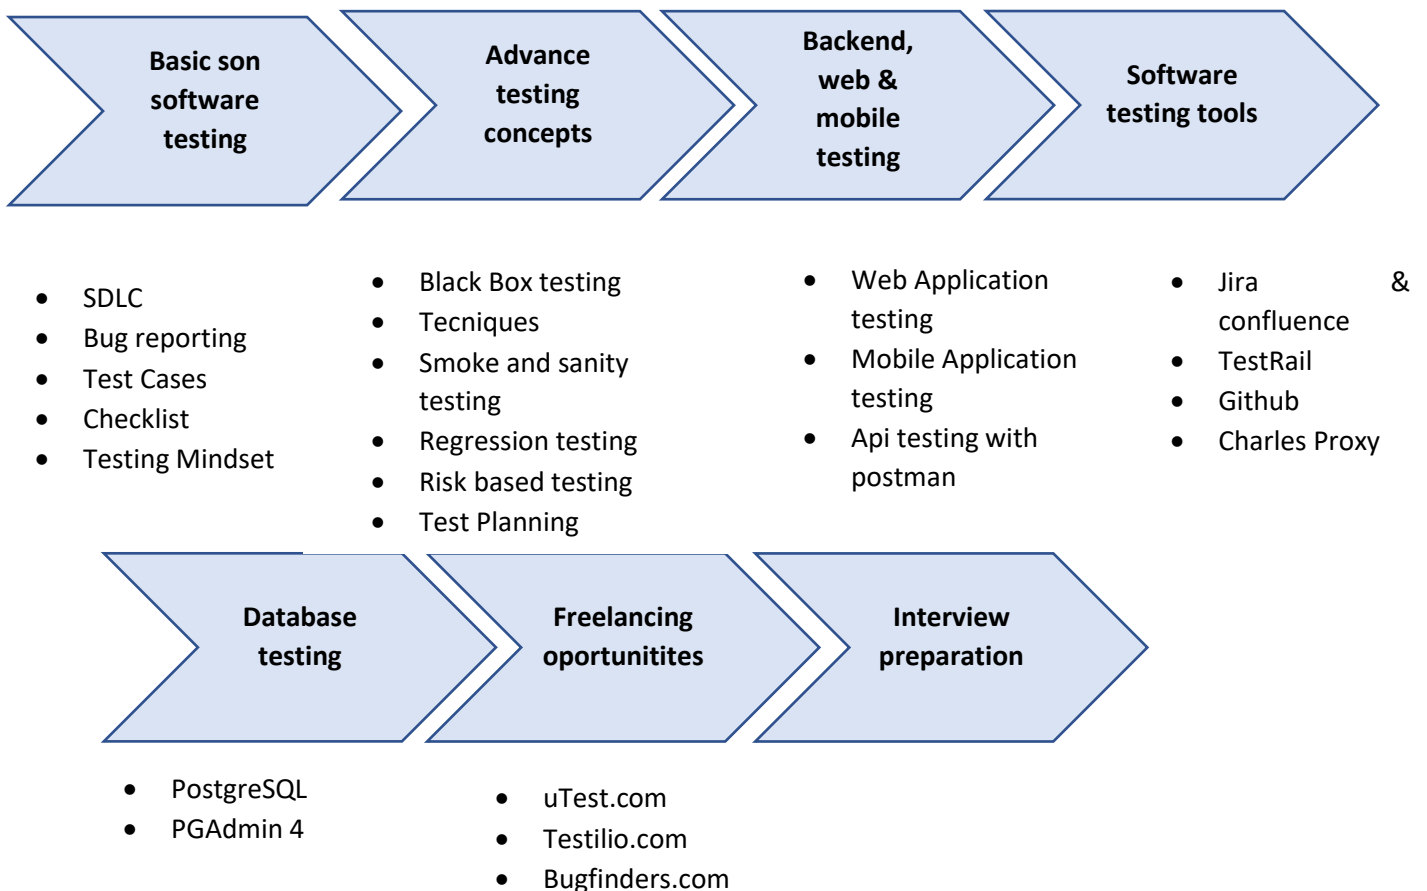 Basic son
software
testing
Advance
testing
concepts
Backend,
web &
mobile
testing
Software
testing tools
• SDLC
• Bug reporting
• Test Cases
• Checklist
• Testing Mindset
• Black Box testing
• Tecniques
• Smoke and sanity
testing
• Regression testing
• Risk based testing
• Test Planning
• Web Application
testing
• Mobile Application
testing
• Api testing with
postman
• Jira &
confluence
• TestRail
• Github
• Charles Proxy
Database
testing
Freelancing
oportunitites
Interview
preparation
• PostgreSQL
• PGAdmin 4
• uTest.com
• Testilio.com
• Bugfinders.com